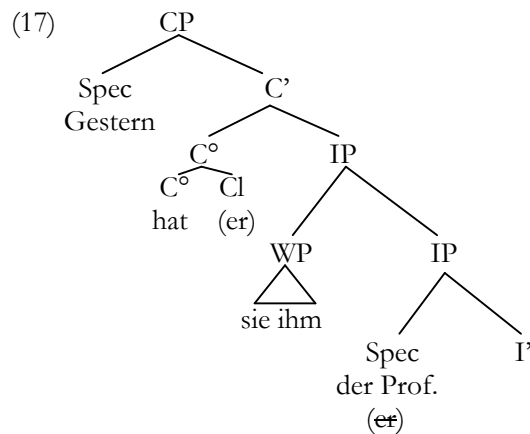 (17) CP
Spec C’
Gestern
C° IP
C° Cl
hat (er)
WP IP
sie ihm
Spec I’
der Prof.
(er)